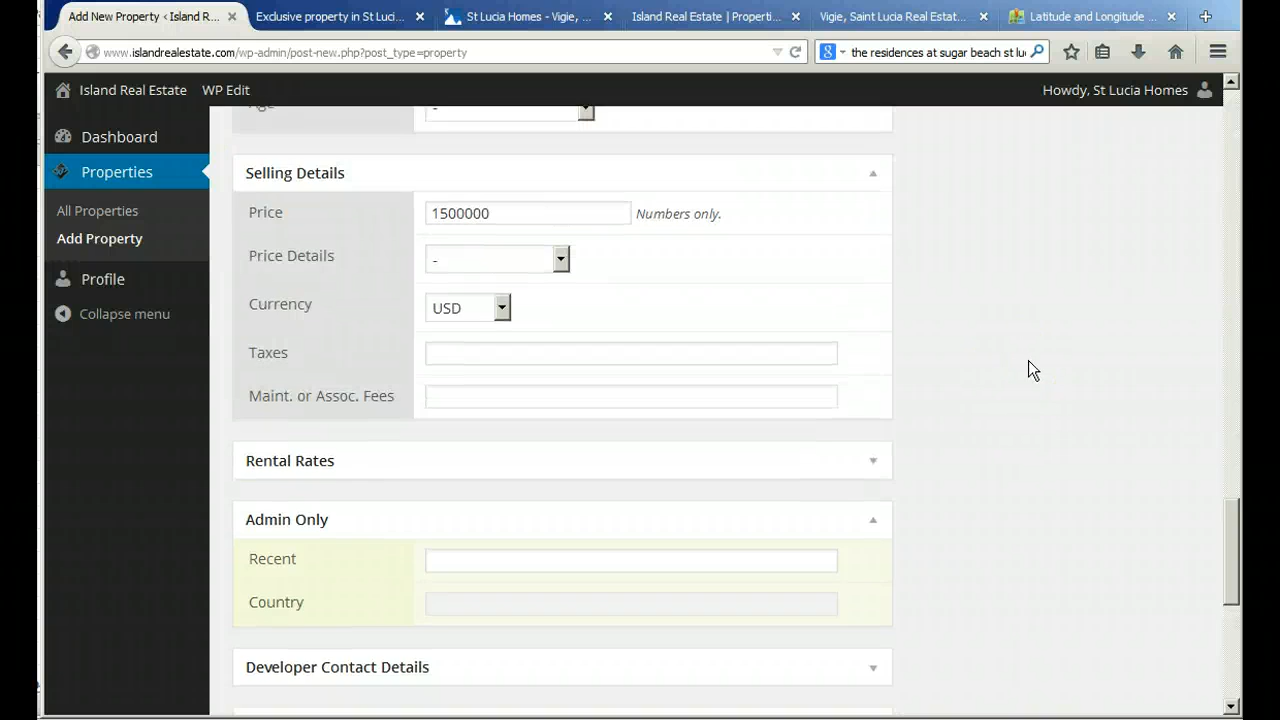 Add New Property ‹ Island R...
Exclusive property in St Luci...
St Lucia Homes - Vigie, ...
Island Real Estate | Properti...
Vigie, Saint Lucia Real Estat...
Latitude and Longitude ...
www.islandrealestate.com/wp-admin/post-new.php?post_type=property
the residences at sugar beach st lu
Island Real Estate
WP Edit
Howdy, St Lucia Homes
Dashboard
Properties
All Properties
Add Property
Profile
Collapse menu
Age
-
Selling Details
Price
1500000
Numbers only.
Price Details
-
Currency
USD
Taxes
Maint. or Assoc. Fees
Rental Rates
Admin Only
Recent
Country
Developer Contact Details